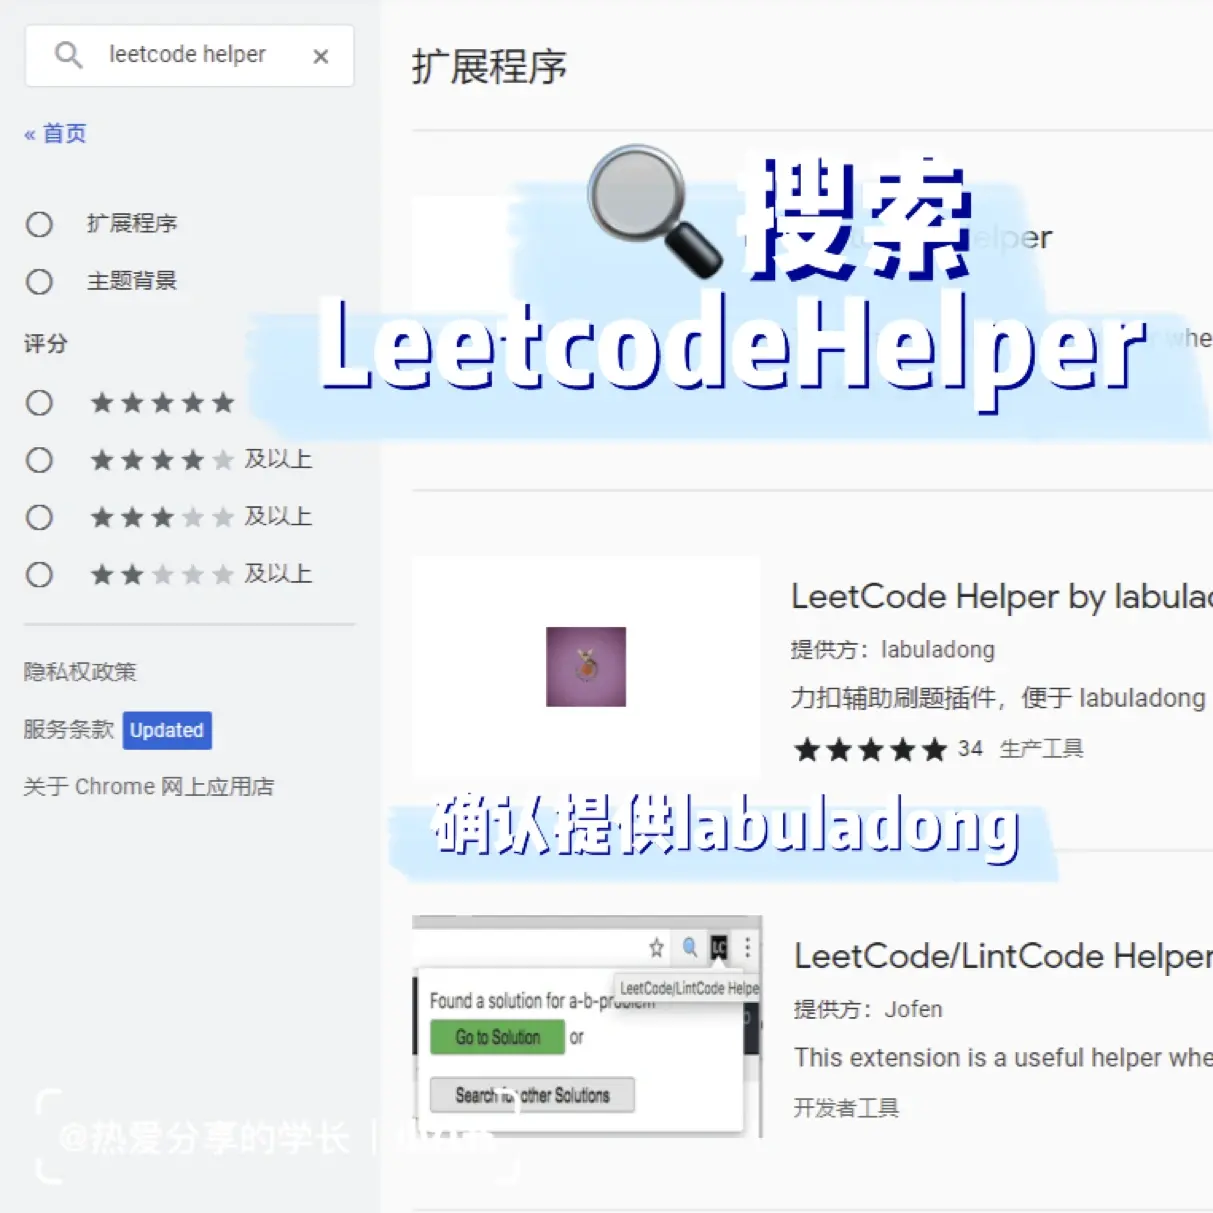 leetcode helper ×
« 首页
扩展程序
主题背景
评分
及以上
及以上
及以上
隐私权政策
服务条款 Updated
关于 Chrome 网上应用店
扩展程序
搜索
LeetcodeHelper
LeetCode Helper by
提供方：labuladong
力扣辅助刷题插件，便于 labuladong
34 生产工具
确认提供labuladong
LC
LeetCode/LintCode Helpe
Found a solution for a-b-problem
Go to Solution or
Search for other Solutions
LeetCode/LintCode Helper
提供方：Jofen
This extension is a useful helper
开发者工具
@热爱分享的学长